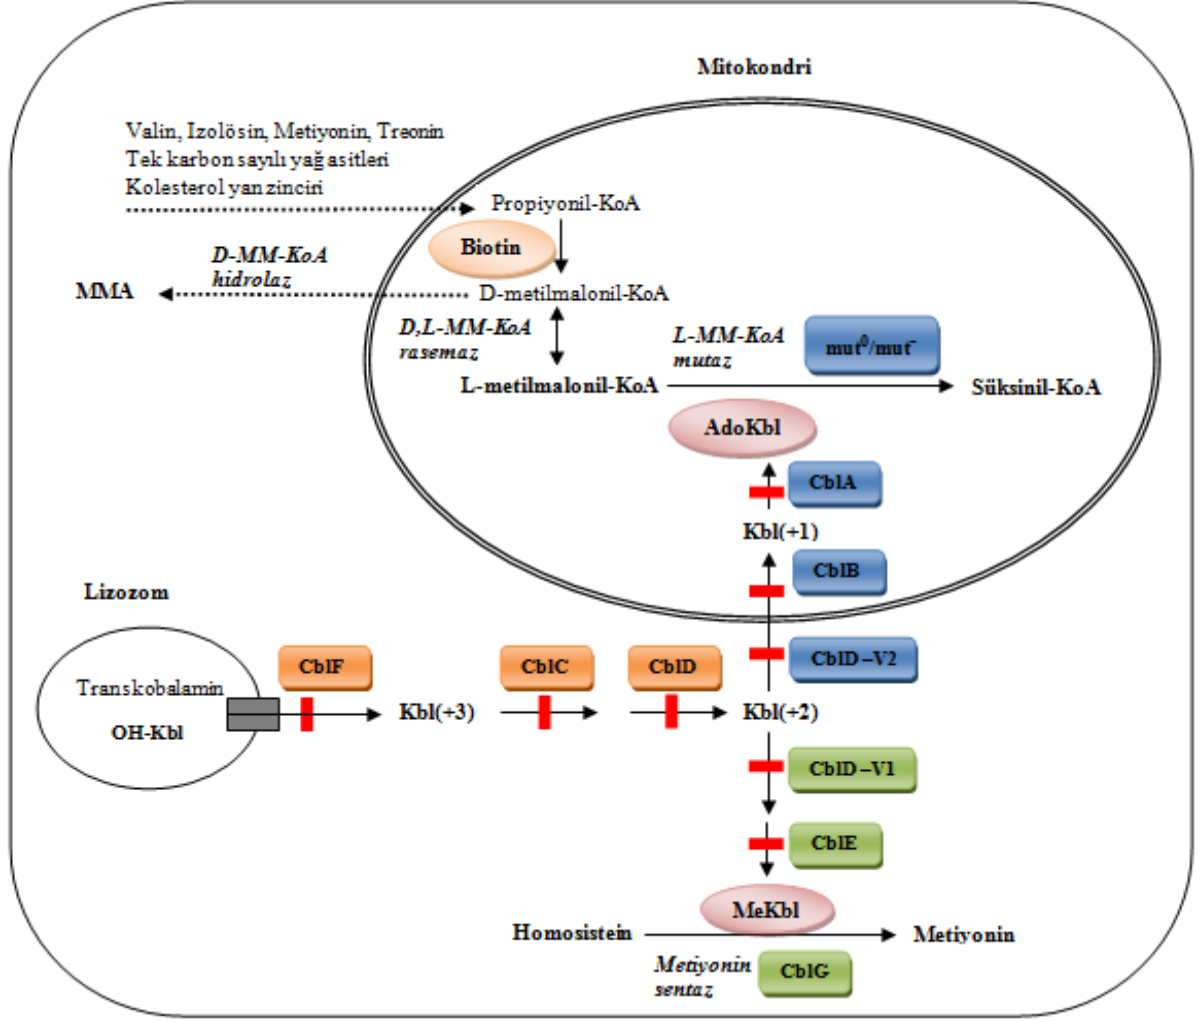 Mitokondri
Valin, Izolösin, Metiyonin, Treonin
Tek karbon sayılı yağ asitleri
Kolesterol yan zinciri
Propiyonil-KoA
Biotin
D-MM-KoA
hidrolaz
MMA
D-metilmalonil-KoA
D,L-MM-KoA
rasemaz
L-MM-KoA
mutaz
mut⁰/mut⁻
L-metilmalonil-KoA
Süksinil-KoA
AdoKbl
CblA
Kbl(+1)
CblB
Lizozom
CblF
CblC
CblD
CblD–V2
Transkobalamin
OH-Kbl
Kbl(+3)
Kbl(+2)
CblD–V1
CblE
MeKbl
Homosistein
Metiyonin
Metiyonin
sentaz
CblG